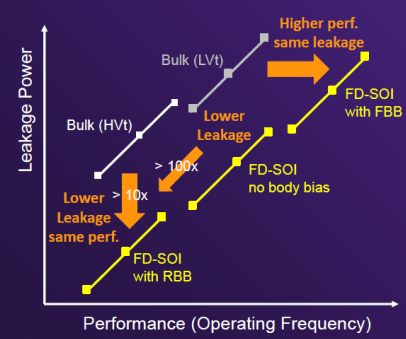 Higher perf.
same leakage
Bulk (LVt)
Leakage Power
FD-SOI
with FBB
Bulk (HVt)
Lower
Leakage
> 100x
FD-SOI
no body bias
> 10x
Lower
Leakage
same perf.
FD-SOI
with RBB
Performance (Operating Frequency)